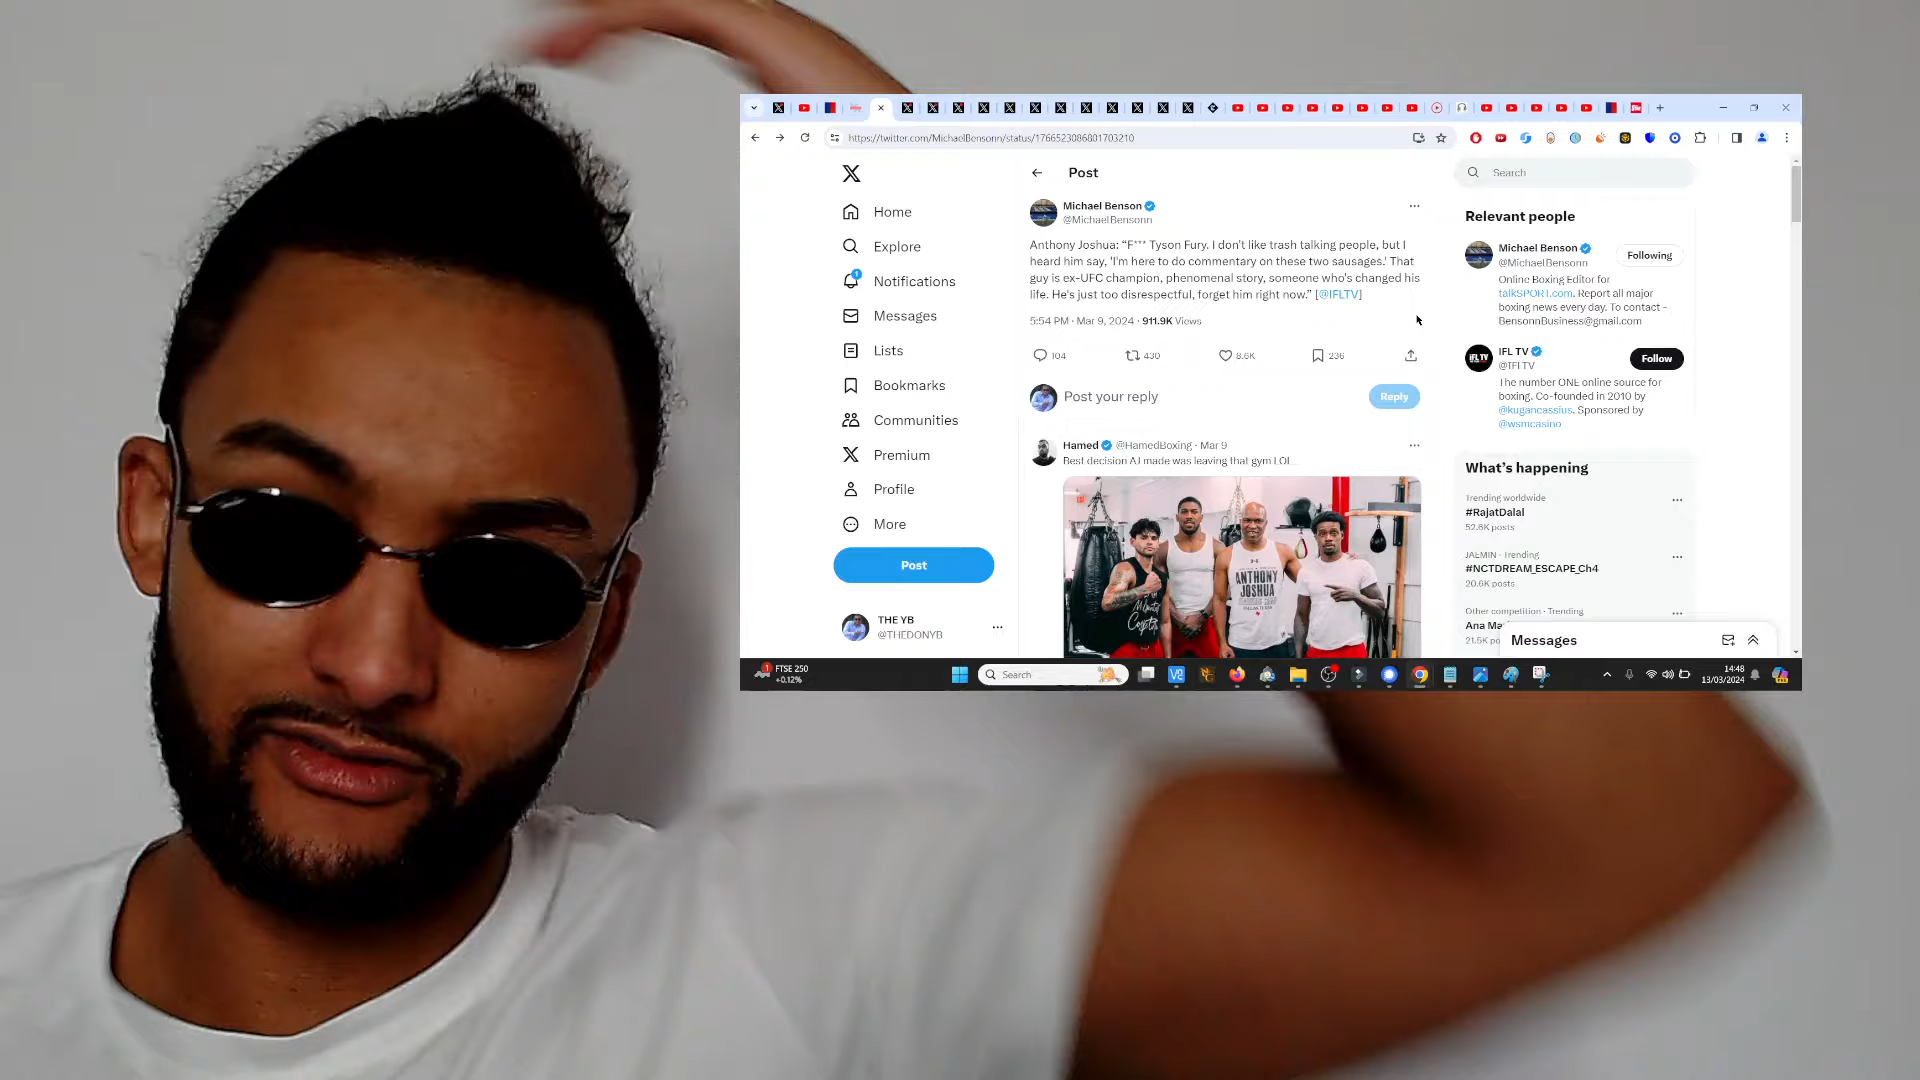 https://twitter.com/MichaelBensonn/status/1766523086801703210
Home
Explore
1
Notifications
Messages
Lists
Bookmarks
Communities
Premium
Profile
More
Post
THE YB
@THEDONYB
Post
Michael Benson
@MichaelBensonn
Anthony Joshua: “F*** Tyson Fury. I don't like trash talking people, but I
heard him say, 'I'm here to do commentary on these two sausages.' That
guy is ex-UFC champion, phenomenal story, someone who's changed his
life. He's just too disrespectful, forget him right now.” [@IFLTV]
5:54 PM · Mar 9, 2024 · 911.9K Views
104
430
8.6K
236
Post your reply
Reply
Hamed @HamedBoxing · Mar 9
Best decision AJ made was leaving that gym LOL
ANTHONY
JOSHUA
Search
Relevant people
Michael Benson
@MichaelBensonn
Following
Online Boxing Editor for
talkSPORT.com. Report all major
boxing news every day. To contact -
BensonnBusiness@gmail.com
IFL TV
@IFLTV
Follow
The number ONE online source for
boxing. Co-founded in 2010 by
@kugancassius. Sponsored by
@wsmcasino
What's happening
Trending worldwide
#RajatDalal
52.6K posts
JAEMIN · Trending
#NCTDREAM_ESCAPE_Ch4
20.6K posts
Other competition · Trending
Ana
21.5K
Messages
1
FTSE 250
+0.12%
Search
14:48
13/03/2024